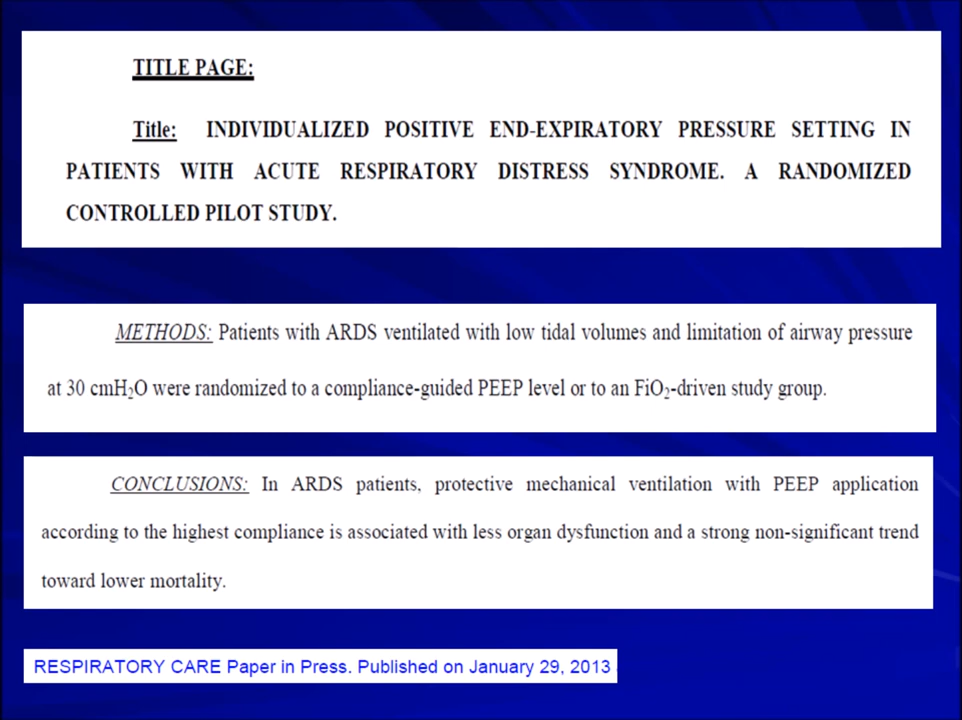 TITLE PAGE:
Title: INDIVIDUALIZED POSITIVE END-EXPIRATORY PRESSURE SETTING IN
PATIENTS WITH ACUTE RESPIRATORY DISTRESS SYNDROME. A RANDOMIZED
CONTROLLED PILOT STUDY.
METHODS: Patients with ARDS ventilated with low tidal volumes and limitation of airway pressure
at 30 cmH₂O were randomized to a compliance-guided PEEP level or to an FiO₂-driven study group.
CONCLUSIONS: In ARDS patients, protective mechanical ventilation with PEEP application
according to the highest compliance is associated with less organ dysfunction and a strong non-significant trend
toward lower mortality.
RESPIRATORY CARE Paper in Press. Published on January 29, 2013